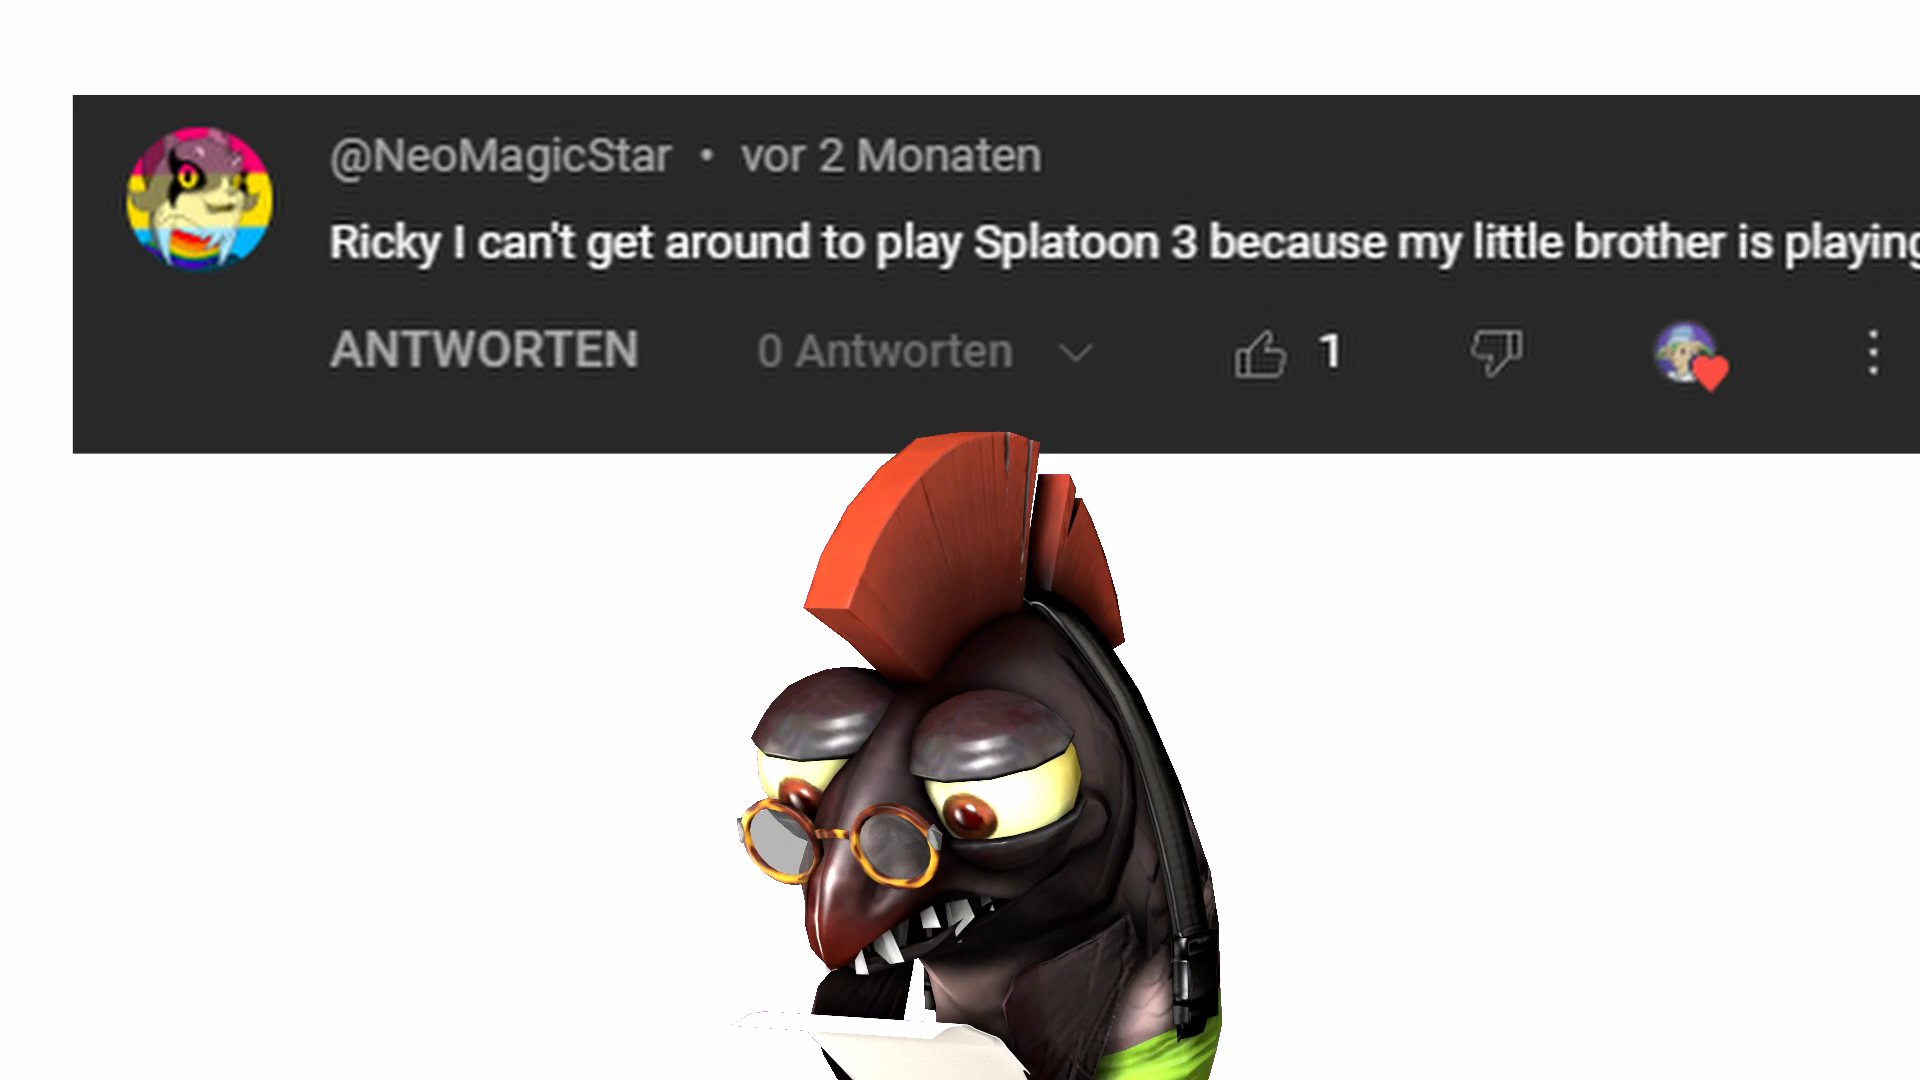 @NeoMagicStar • vor 2 Monaten
Ricky I can't get around to play Splatoon 3 because my little brother is playing
ANTWORTEN 0 Antworten 1